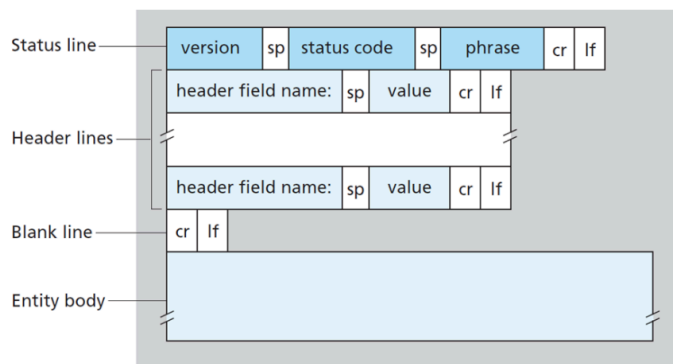 Status line
version sp status code sp phrase cr lf
header field name: sp value cr lf
Header lines
header field name: sp value cr lf
Blank line
cr lf
Entity body